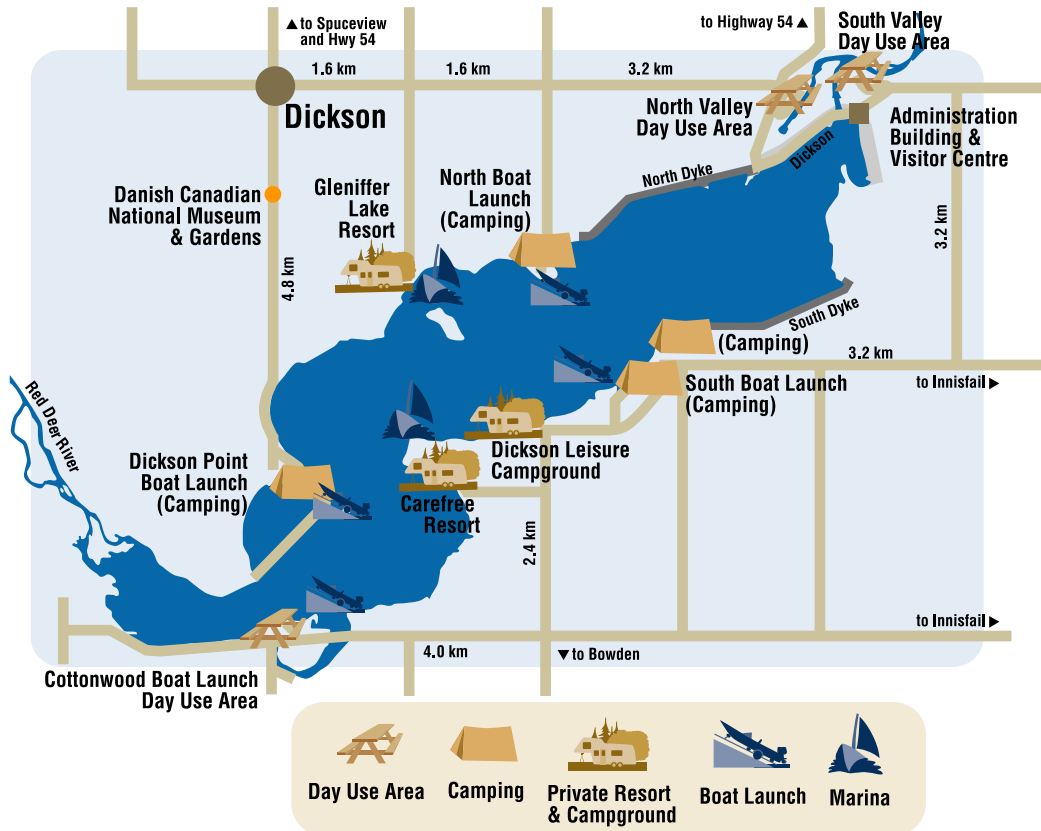 ▲ to Spuceview
and Hwy 54
to Highway 54 ▲
South Valley
Day Use Area
1.6 km
1.6 km
3.2 km
Dickson
North Valley
Day Use Area
Administration
Building &
Visitor Centre
Dickson
North Dyke
Danish Canadian
National Museum
& Gardens
Gleniffer
Lake
Resort
North Boat
Launch
(Camping)
3.2 km
4.8 km
South Dyke
(Camping)
3.2 km
to Innisfail ▶
South Boat Launch
(Camping)
Red Deer River
Dickson Point
Boat Launch
(Camping)
Dickson Leisure
Campground
Carefree
Resort
2.4 km
to Innisfail ▶
4.0 km
▼ to Bowden
Cottonwood Boat Launch
Day Use Area
Day Use Area
Camping
Private Resort
& Campground
Boat Launch
Marina